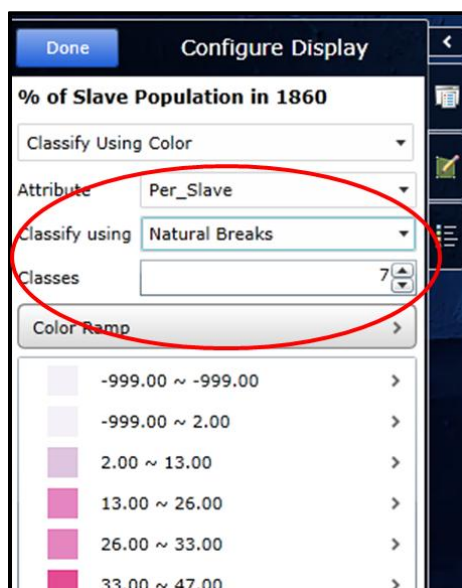 Done Configure Display
% of Slave Population in 1860
Classify Using Color
Attribute Per_Slave
Classify using Natural Breaks
Classes 7
Color Ramp
-999.00 ~ -999.00
-999.00 ~ 2.00
2.00 ~ 13.00
13.00 ~ 26.00
26.00 ~ 33.00
33.00 ~ 47.00